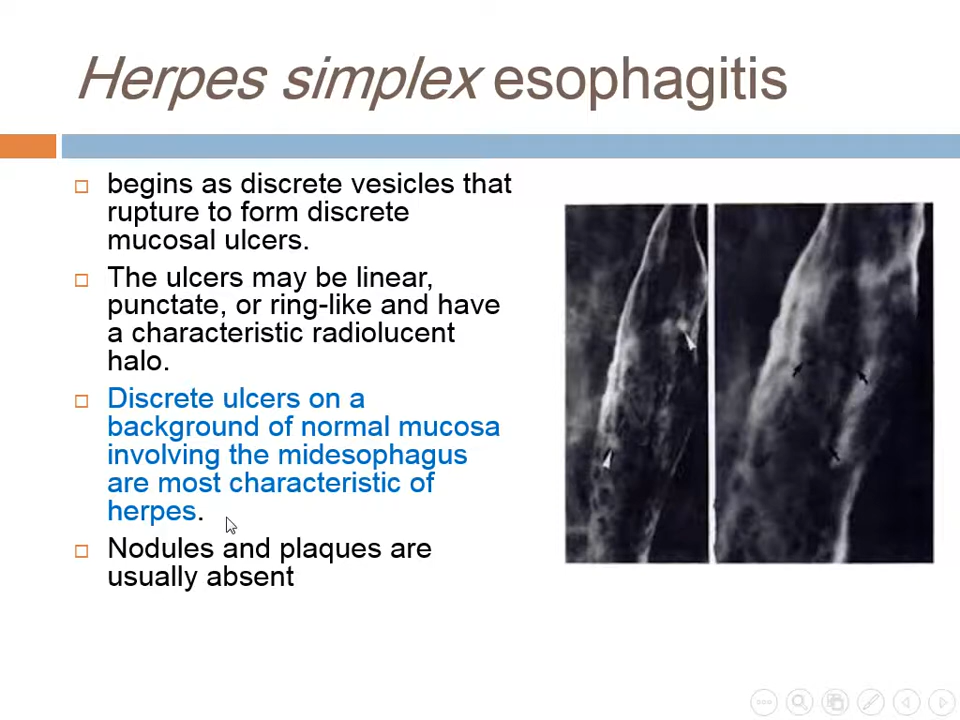 Herpes simplex esophagitis
begins as discrete vesicles that
rupture to form discrete
mucosal ulcers.
The ulcers may be linear,
punctate, or ring-like and have
a characteristic radiolucent
halo.
Discrete ulcers on a
background of normal mucosa
involving the midesophagus
are most characteristic of
herpes.
Nodules and plaques are
usually absent